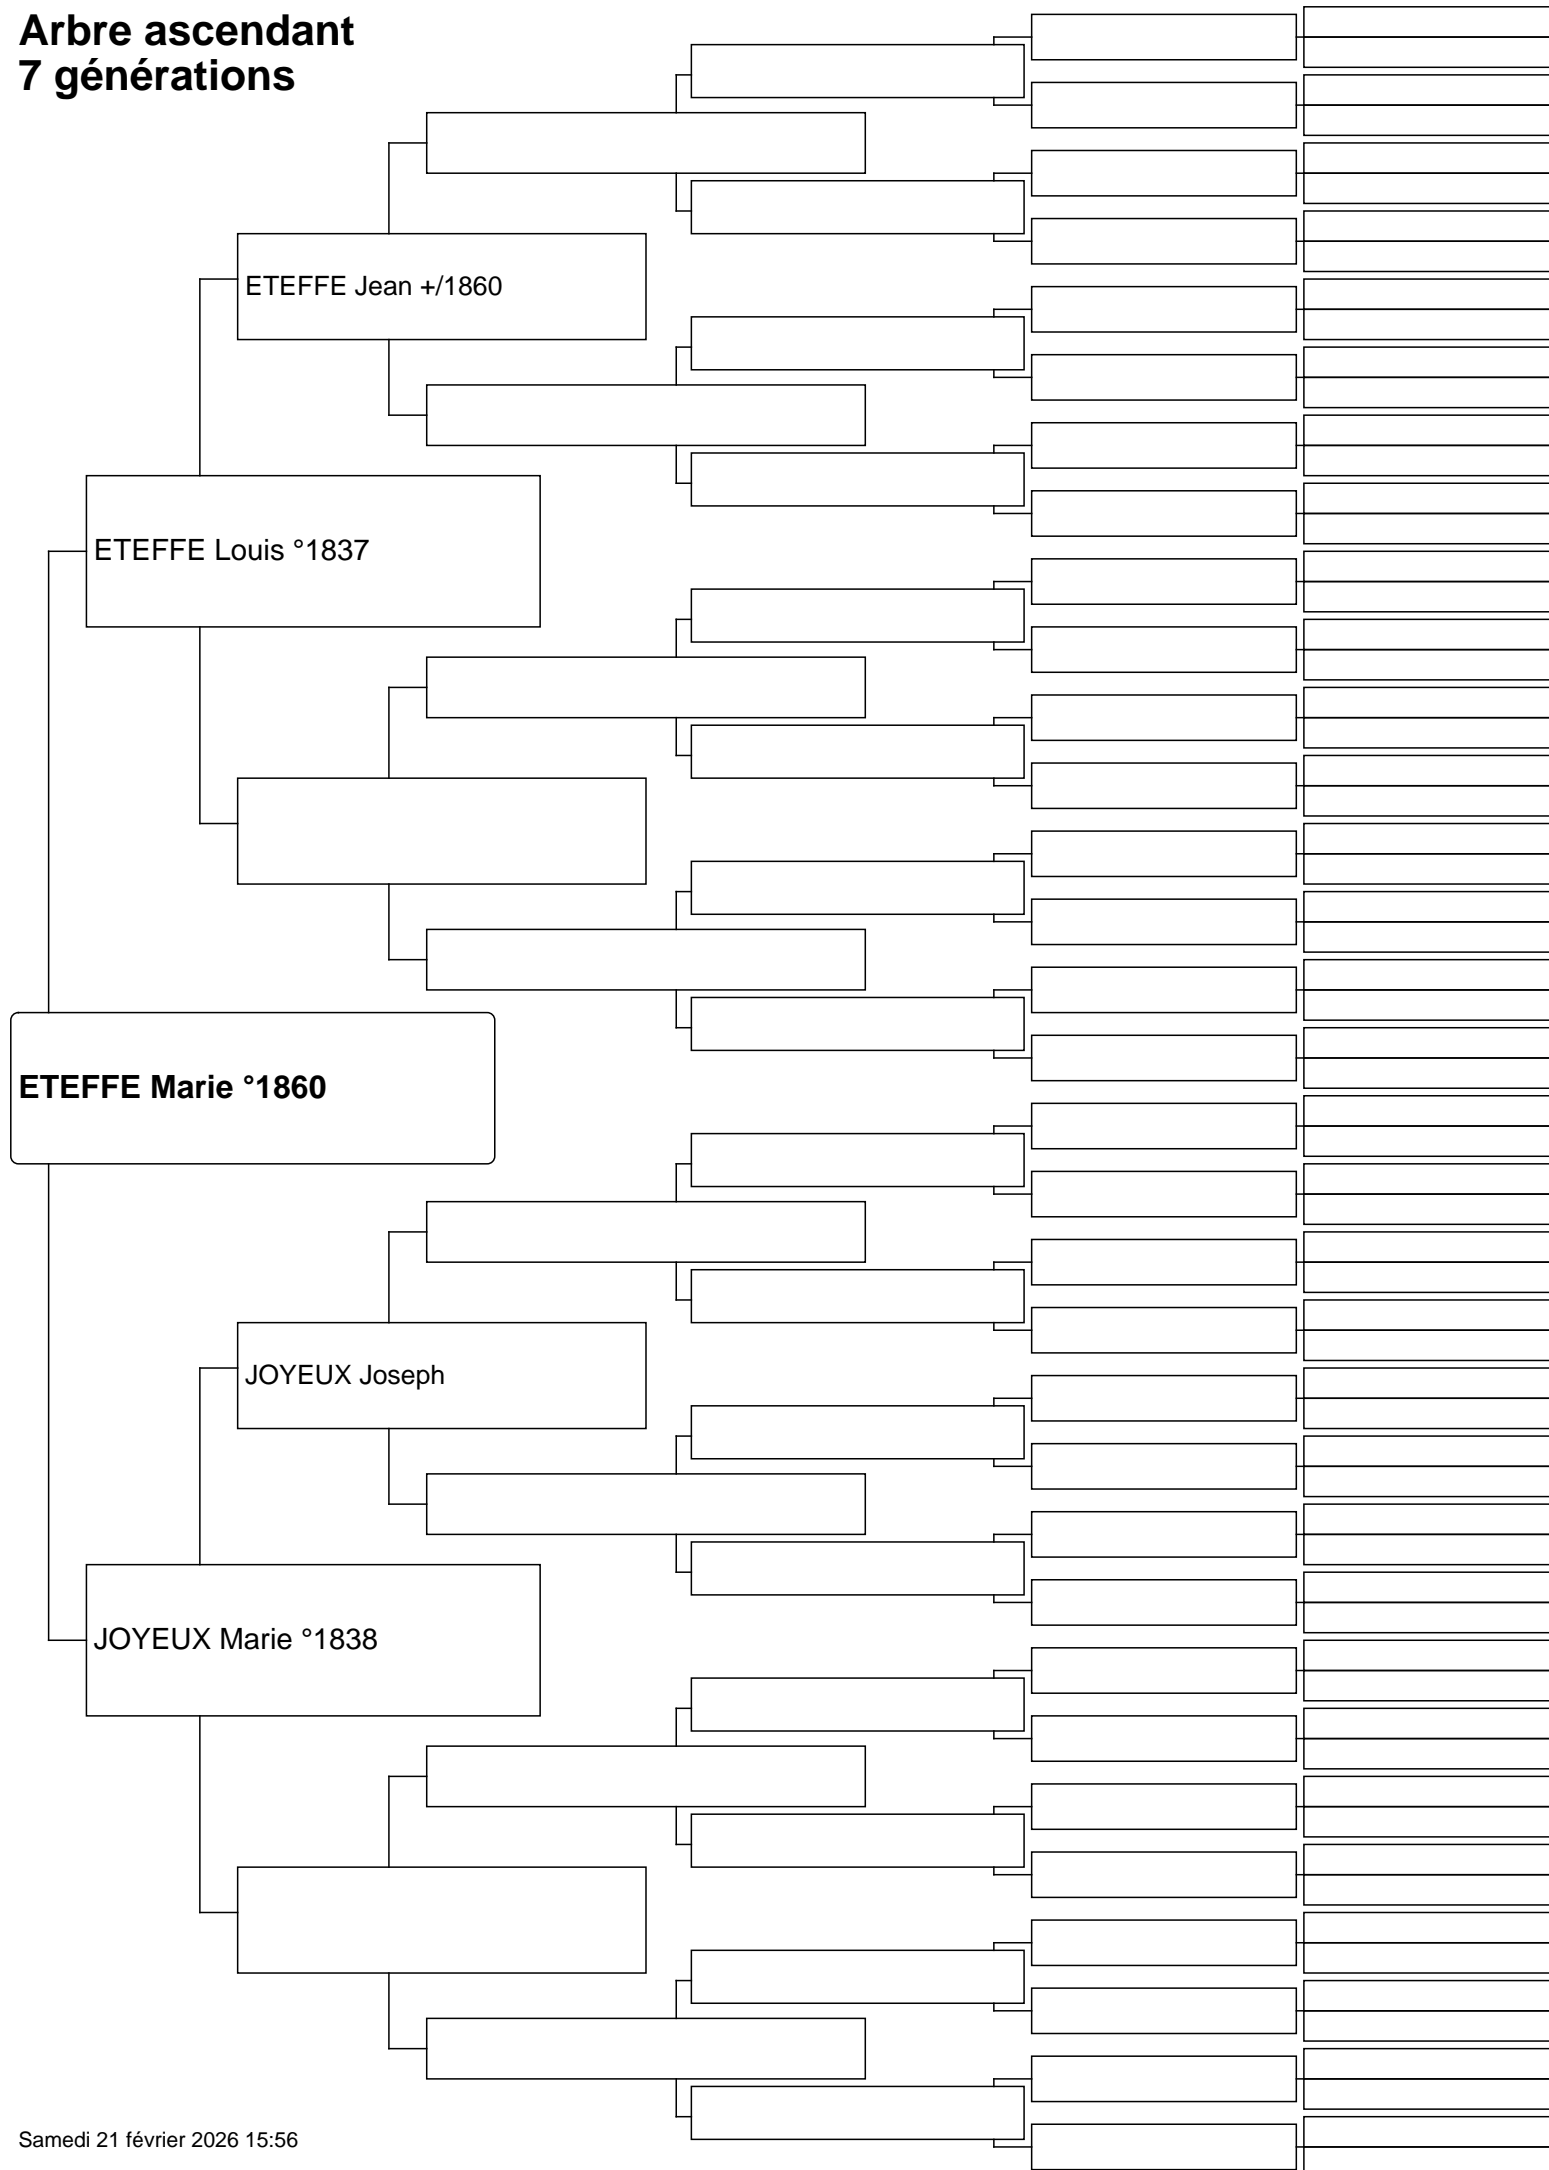 Arbre ascendant
7 générations
ETEFFE Jean +/1860
ETEFFE Louis °1837
ETEFFE Marie °1860
JOYEUX Joseph
JOYEUX Marie °1838
Samedi 21 février 2026 15:56